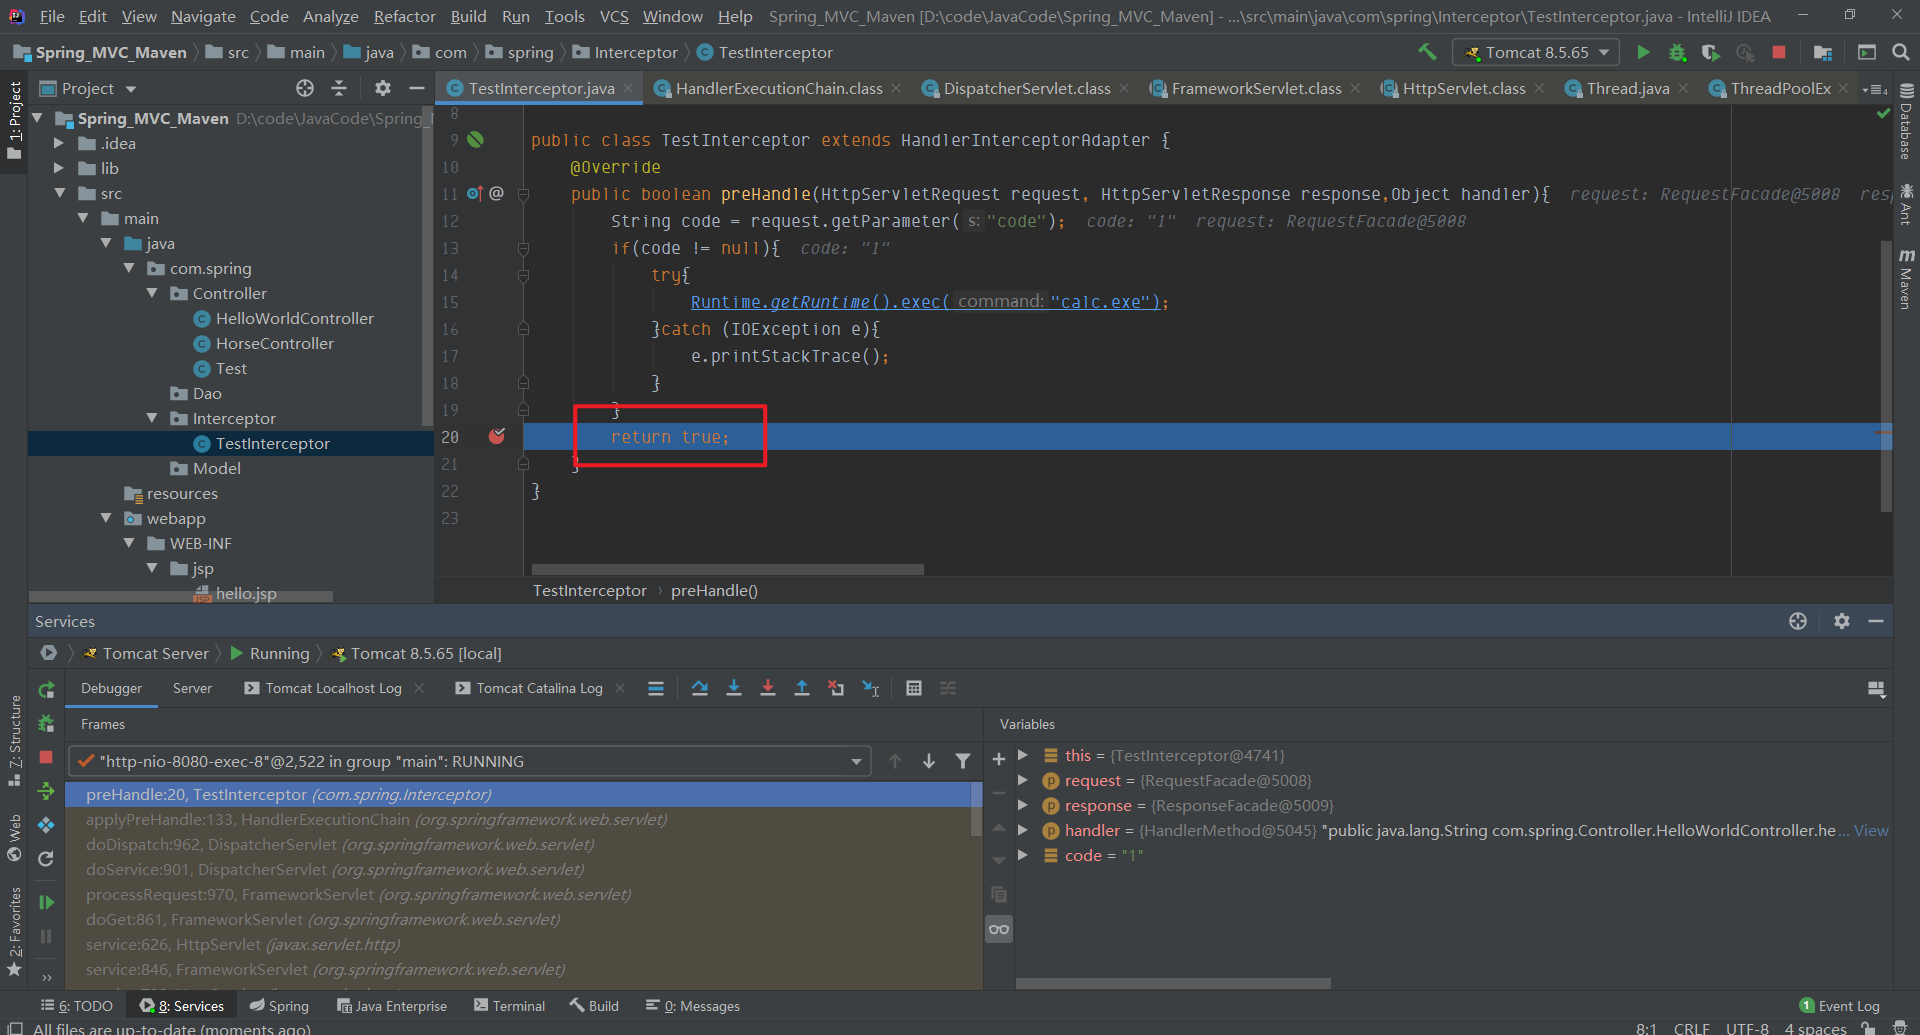 File Edit View Navigate Code Analyze Refactor Build Run Tools VCS Window Help Spring_MVC_Maven [D:\code\JavaCode\Spring_MVC_Maven] - ...\src\main\java\com\spring\Interceptor\TestInterceptor.java - IntelliJ IDEA
Spring_MVC_Maven src main java com spring Interceptor TestInterceptor Tomcat 8.5.65
1: Project
Project
TestInterceptor.java HandlerExecutionChain.class DispatcherServlet.class FrameworkServlet.class HttpServlet.class Thread.java ThreadPoolEx
Spring_MVC_Maven D:\code\JavaCode\Spring_
.idea
lib
src
main
java
com.spring
Controller
HelloWorldController
HorseController
Test
Dao
Interceptor
TestInterceptor
Model
resources
webapp
WEB-INF
jsp
hello.jsp
8
9 public class TestInterceptor extends HandlerInterceptorAdapter {
10 @Override
11 @ public boolean preHandle(HttpServletRequest request, HttpServletResponse response,Object handler){ request: RequestFacade@5008 resp
12 String code = request.getParameter( s: "code"); code: "1" request: RequestFacade@5008
13 if(code != null){ code: "1"
14 try{
15 Runtime.getRuntime().exec( command: "calc.exe");
16 }catch (IOException e){
17 e.printStackTrace();
18 }
19 }
20 return true;
21 }
22 }
23
TestInterceptor preHandle()
Database
Ant
Maven
Services
Tomcat Server Running Tomcat 8.5.65 [local]
Debugger Server Tomcat Localhost Log Tomcat Catalina Log
Frames
"http-nio-8080-exec-8"@2,522 in group "main": RUNNING
preHandle:20, TestInterceptor (com.spring.Interceptor)
applyPreHandle:133, HandlerExecutionChain (org.springframework.web.servlet)
doDispatch:962, DispatcherServlet (org.springframework.web.servlet)
doService:901, DispatcherServlet (org.springframework.web.servlet)
processRequest:970, FrameworkServlet (org.springframework.web.servlet)
doGet:861, FrameworkServlet (org.springframework.web.servlet)
service:626, HttpServlet (javax.servlet.http)
service:846, FrameworkServlet (org.springframework.web.servlet)
Variables
this = {TestInterceptor@4741}
request = {RequestFacade@5008}
response = {ResponseFacade@5009}
handler = {HandlerMethod@5045} "public java.lang.String com.spring.Controller.HelloWorldController.he... View
code = "1"
Z: Structure
Web
2: Favorites
6: TODO 8: Services Spring Java Enterprise Terminal Build 0: Messages 1 Event Log
All files are up-to-date (moments ago) 8:1 CRLF UTF-8 4 spaces